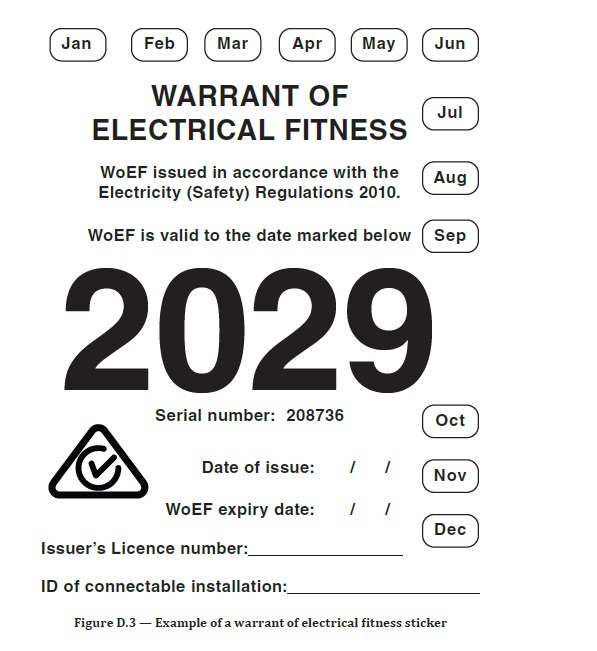 Jan Feb Mar Apr May Jun
WARRANT OF
ELECTRICAL FITNESS
Jul
WoEF issued in accordance with the
Electricity (Safety) Regulations 2010.
Aug
WoEF is valid to the date marked below
Sep
2029
Serial number: 208736
Oct
Date of issue: / /
Nov
WoEF expiry date: / /
Dec
Issuer’s Licence number:
ID of connectable installation:
Figure D.3 — Example of a warrant of electrical fitness sticker